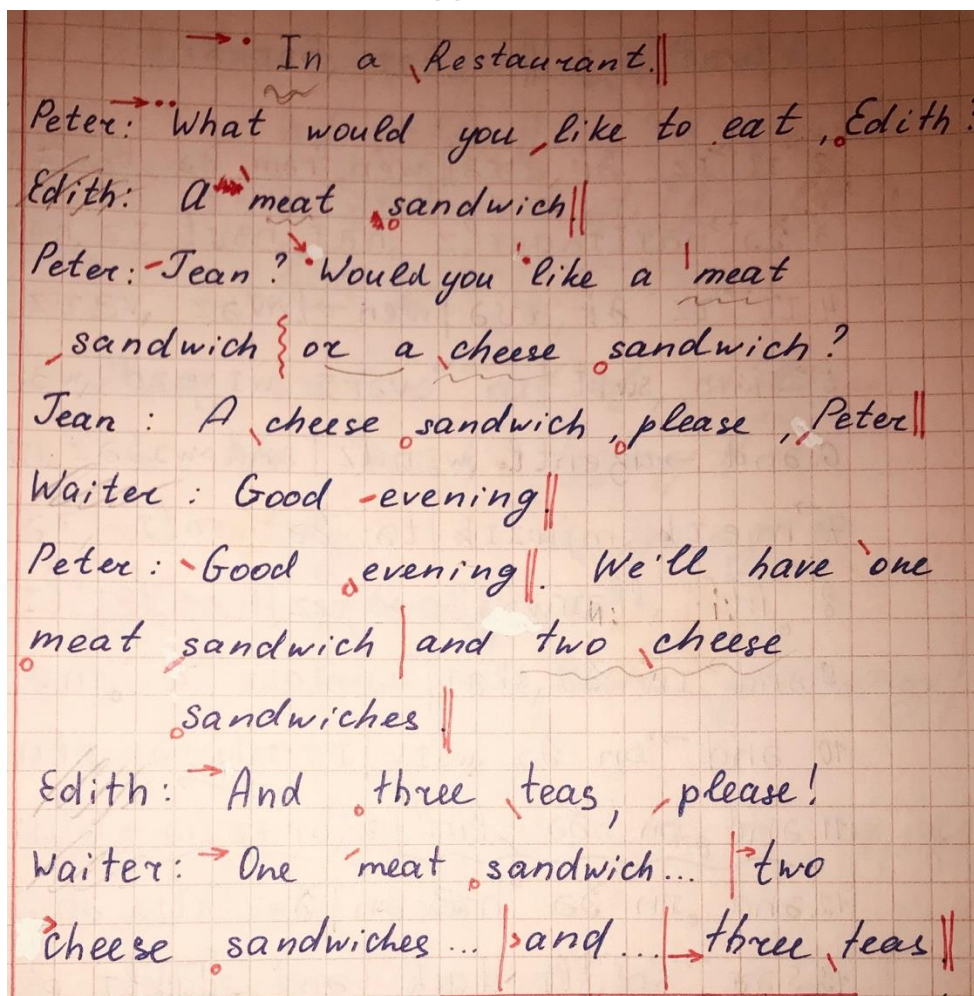 In a Restaurant.
Peter: What would you like to eat, Edith?
Edith: A meat sandwich
Peter: Jean? Would you like a meat
sandwich or a cheese sandwich?
Jean: A cheese sandwich, please, Peter
Waiter: Good evening!
Peter: Good evening. We'll have one
meat sandwich and two cheese
sandwiches.
Edith: And three teas, please!
Waiter: One meat sandwich... two
cheese sandwiches... and... three teas.